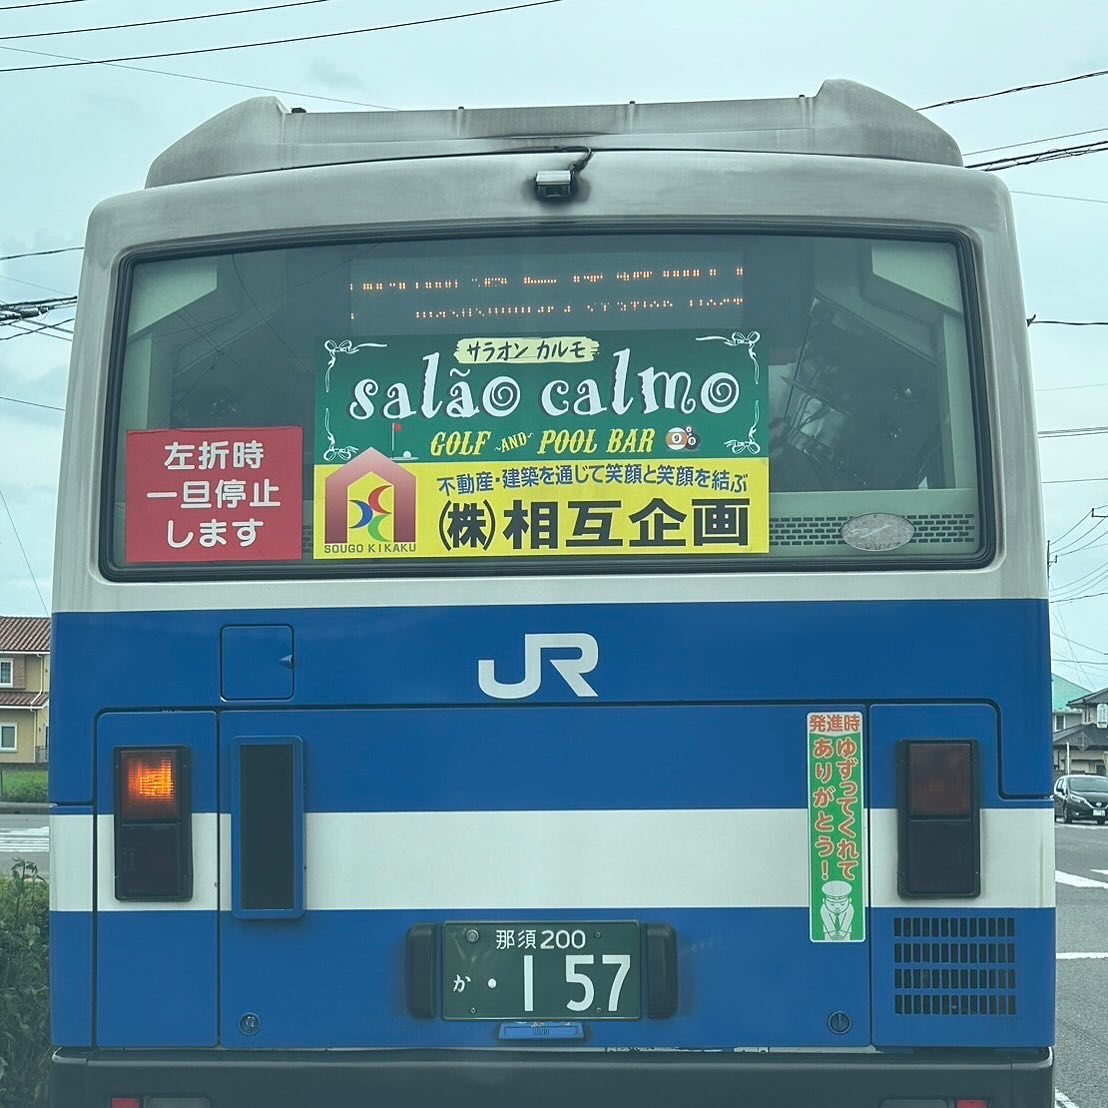 サラオン カルモ
salão calmo
GOLF -AND- POOL BAR
左折時
一旦停止
します
不動産・建築を通じて笑顔と笑顔を結ぶ
(株)相互企画
SOUGO KIKAKU
JR
発進時
ゆずってくれて
ありがとう!
那須200
か・157